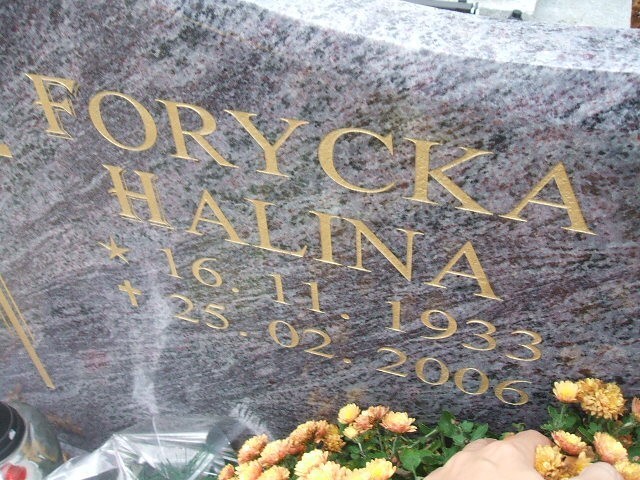 FORYCKA
HALINA
* 16. 11. 1933
✝ 25. 02. 2006